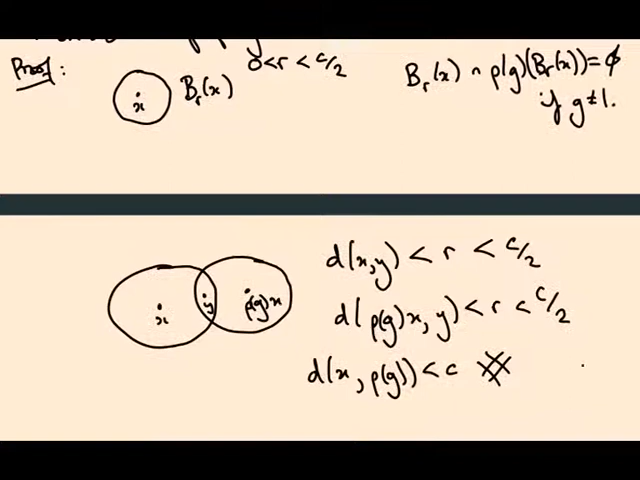 Proof:
0<r<c/2
x
B_r(x)
B_r(x) ∩ ρ(g)(B_r(x)) = ∅
if g≠1.
x
y
ρ(g)x
d(x,y) < r < c/2
d(ρ(g)x, y) < r < c/2
d(x, ρ(g)) < c ※